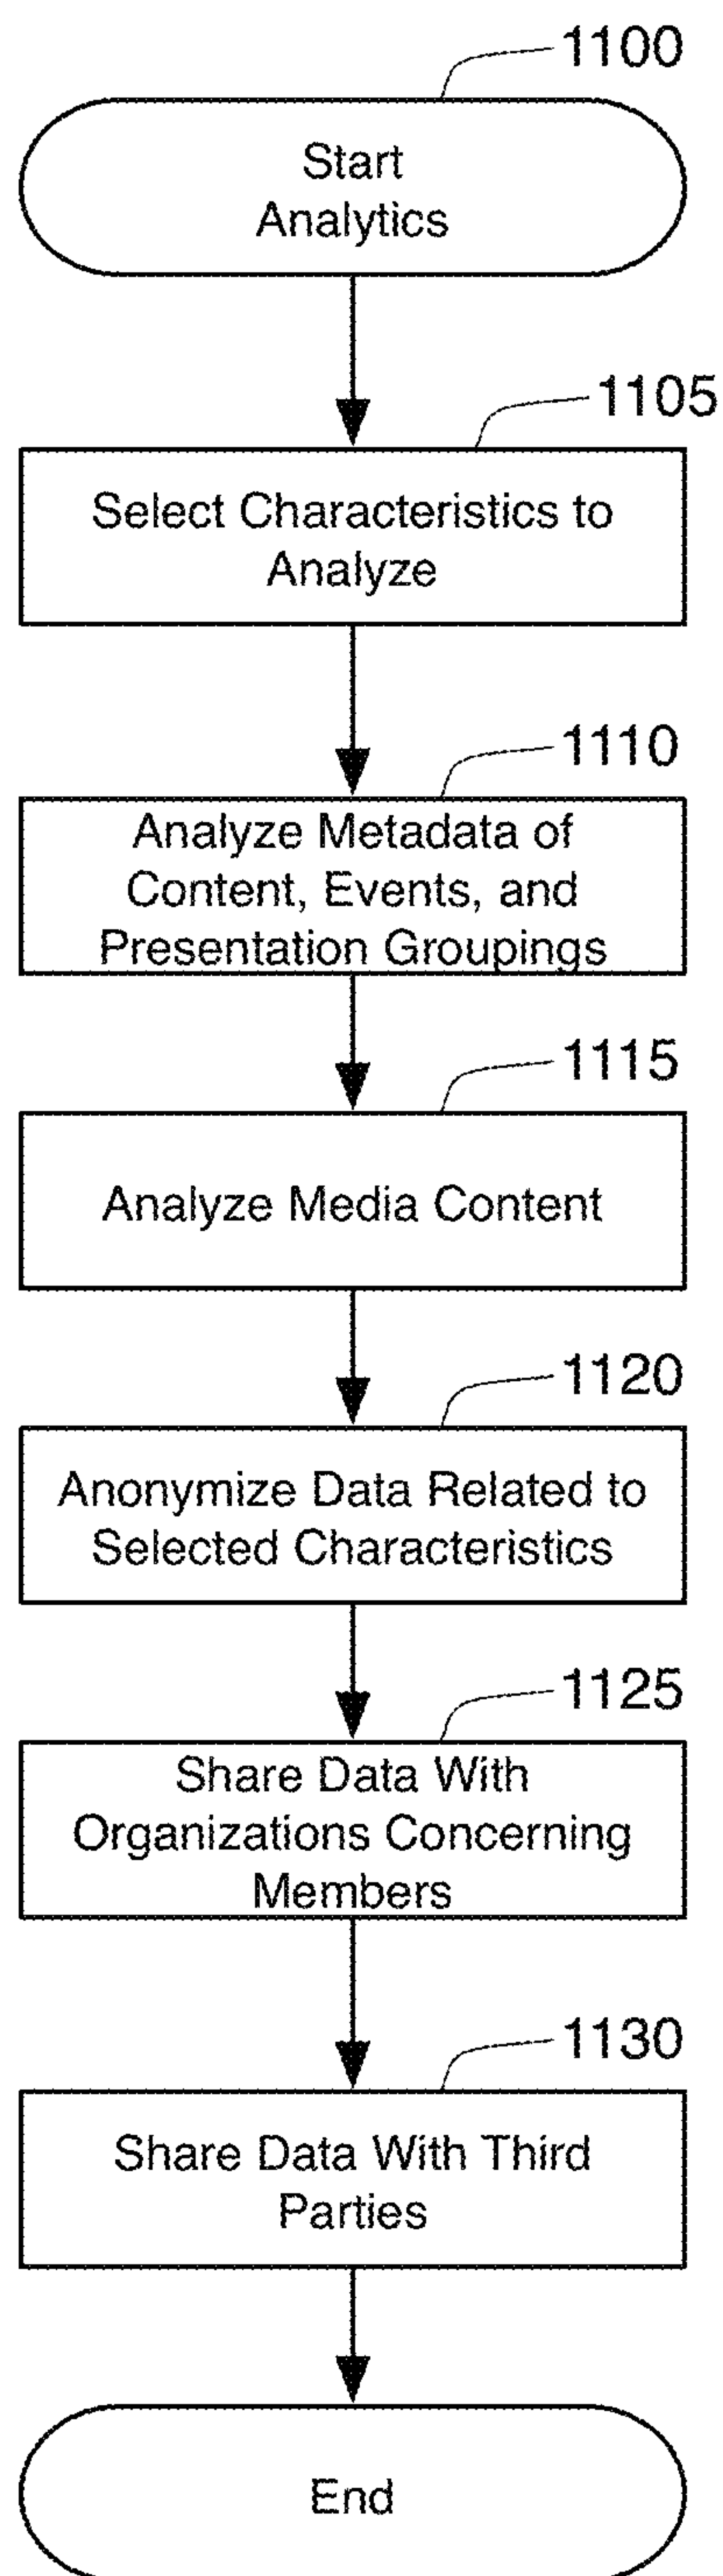 1100
Start
Analytics
1105
Select Characteristics to
Analyze
1110
Analyze Metadata of
Content, Events, and
Presentation Groupings
1115
Analyze Media Content
1120
Anonymize Data Related to
Selected Characteristics
1125
Share Data With
Organizations Concerning
Members
1130
Share Data With Third
Parties
End